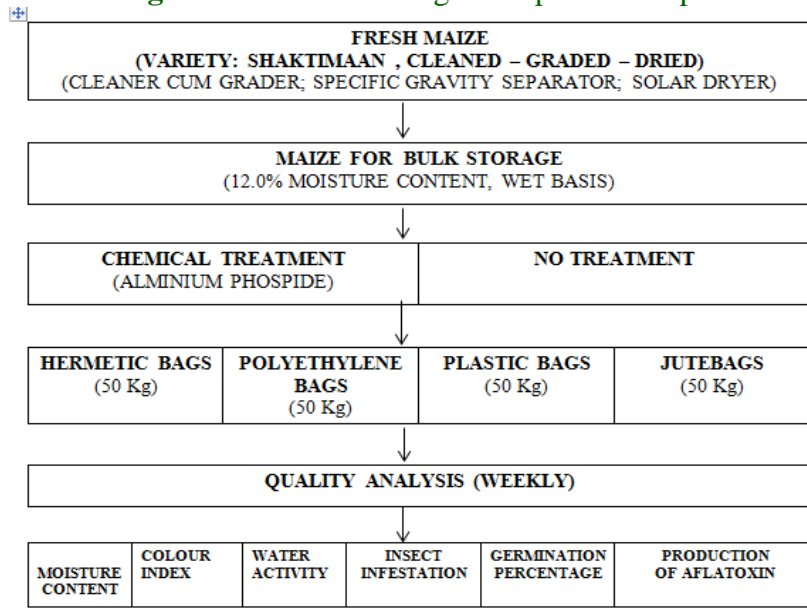 FRESH MAIZE
(VARIETY: SHAKTIMAAN , CLEANED – GRADED – DRIED)
(CLEANER CUM GRADER; SPECIFIC GRAVITY SEPARATOR; SOLAR DRYER)
MAIZE FOR BULK STORAGE
(12.0% MOISTURE CONTENT, WET BASIS)
CHEMICAL TREATMENT
(ALMINIUM PHOSPIDE)
NO TREATMENT
HERMETIC BAGS
(50 Kg)
POLYETHYLENE
BAGS
(50 Kg)
PLASTIC BAGS
(50 Kg)
JUTEBAGS
(50 Kg)
QUALITY ANALYSIS (WEEKLY)
MOISTURE
CONTENT
COLOUR
INDEX
WATER
ACTIVITY
INSECT
INFESTATION
GERMINATION
PERCENTAGE
PRODUCTION
OF AFLATOXIN